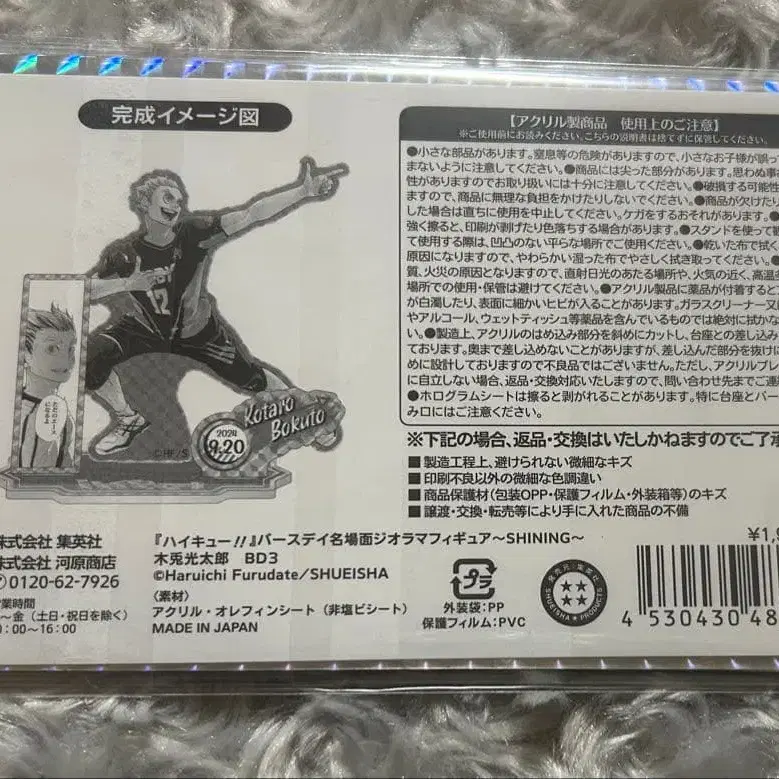 完成イメージ図
ただのエースになるよ
©HF/S
2024
9.20
Kotaro
Bokuto
【アクリル製商品 使用上のご注意】
※ご使用前にお読みください。こちらの説明書は捨てずに保管してください。
●小さな部品があります。窒息等の危険がありますので、小さなお子様が誤っ
まないように注意してください。●商品には尖った部分があります。思わぬ事
性がありますのでお取り扱いには十分に注意してください。●破損する可能性
ますので、商品に無理な負担をかけたりしないでください。●商品が欠けたり
した場合は直ちに使用を中止してください。ケガをするおそれがあります。●
強く擦ると、印刷が剥げたり色落ちする場合があります。●スタンドを使って
て使用する際は、凹凸のない平らな場所でご使用ください。●乾いた布で拭く
原因になりますので、やわらかい湿った布でやさしく拭き取ってください。●
質、火災の原因となりますので、直射日光のあたる場所や、火気の近く、高温
場所での使用・保管は避けてください。●アクリル製品に薬品が付着すると
が白濁したり、表面に細かいヒビが入ることがあります。ガラスクリーナー又
やアルコール、ウェットティッシュ等薬品を含んでいるものでは絶対に拭かな
い。●製造上、アクリルのはめ込み部分を斜めにカットし、台座との差し込み
ております。奥まで差し込めないことがありますが、差し込んだ部分を抜け
めに設計しておりますので不良品ではございません。ただし、アクリルプレ
に自立しない場合、返品・交換対応いたしますので、問い合わせ先までご連
●ホログラムシートは擦ると剥がれることがあります。特に台座とパー
み口にはご注意ください。
※下記の場合、返品・交換はいたしかねますのでご了承
■製造工程上、避けられない微細なキズ
■印刷不良以外の微細な色調違い
■商品保護材(包装OPP・保護フィルム・外装箱等)のキズ
■譲渡・交換・転売等により手に入れた商品の不備
株式会社 集英社
株式会社 河原商店
0120-62-7926
業時間
～金(土日・祝日を除く)
:00～16:00
『ハイキュー!!』バースデイ名場面ジオラマフィギュア～SHINING～
木兎光太郎 BD3
©Haruichi Furudate/SHUEISHA
〈素材〉
アクリル・オレフィンシート(非塩ビシート)
MADE IN JAPAN
プラ
外装袋:PP
保護フィルム:PVC
発売元 集英社
SHUEISHA PRODUCTS
¥1,9
4 530430 48